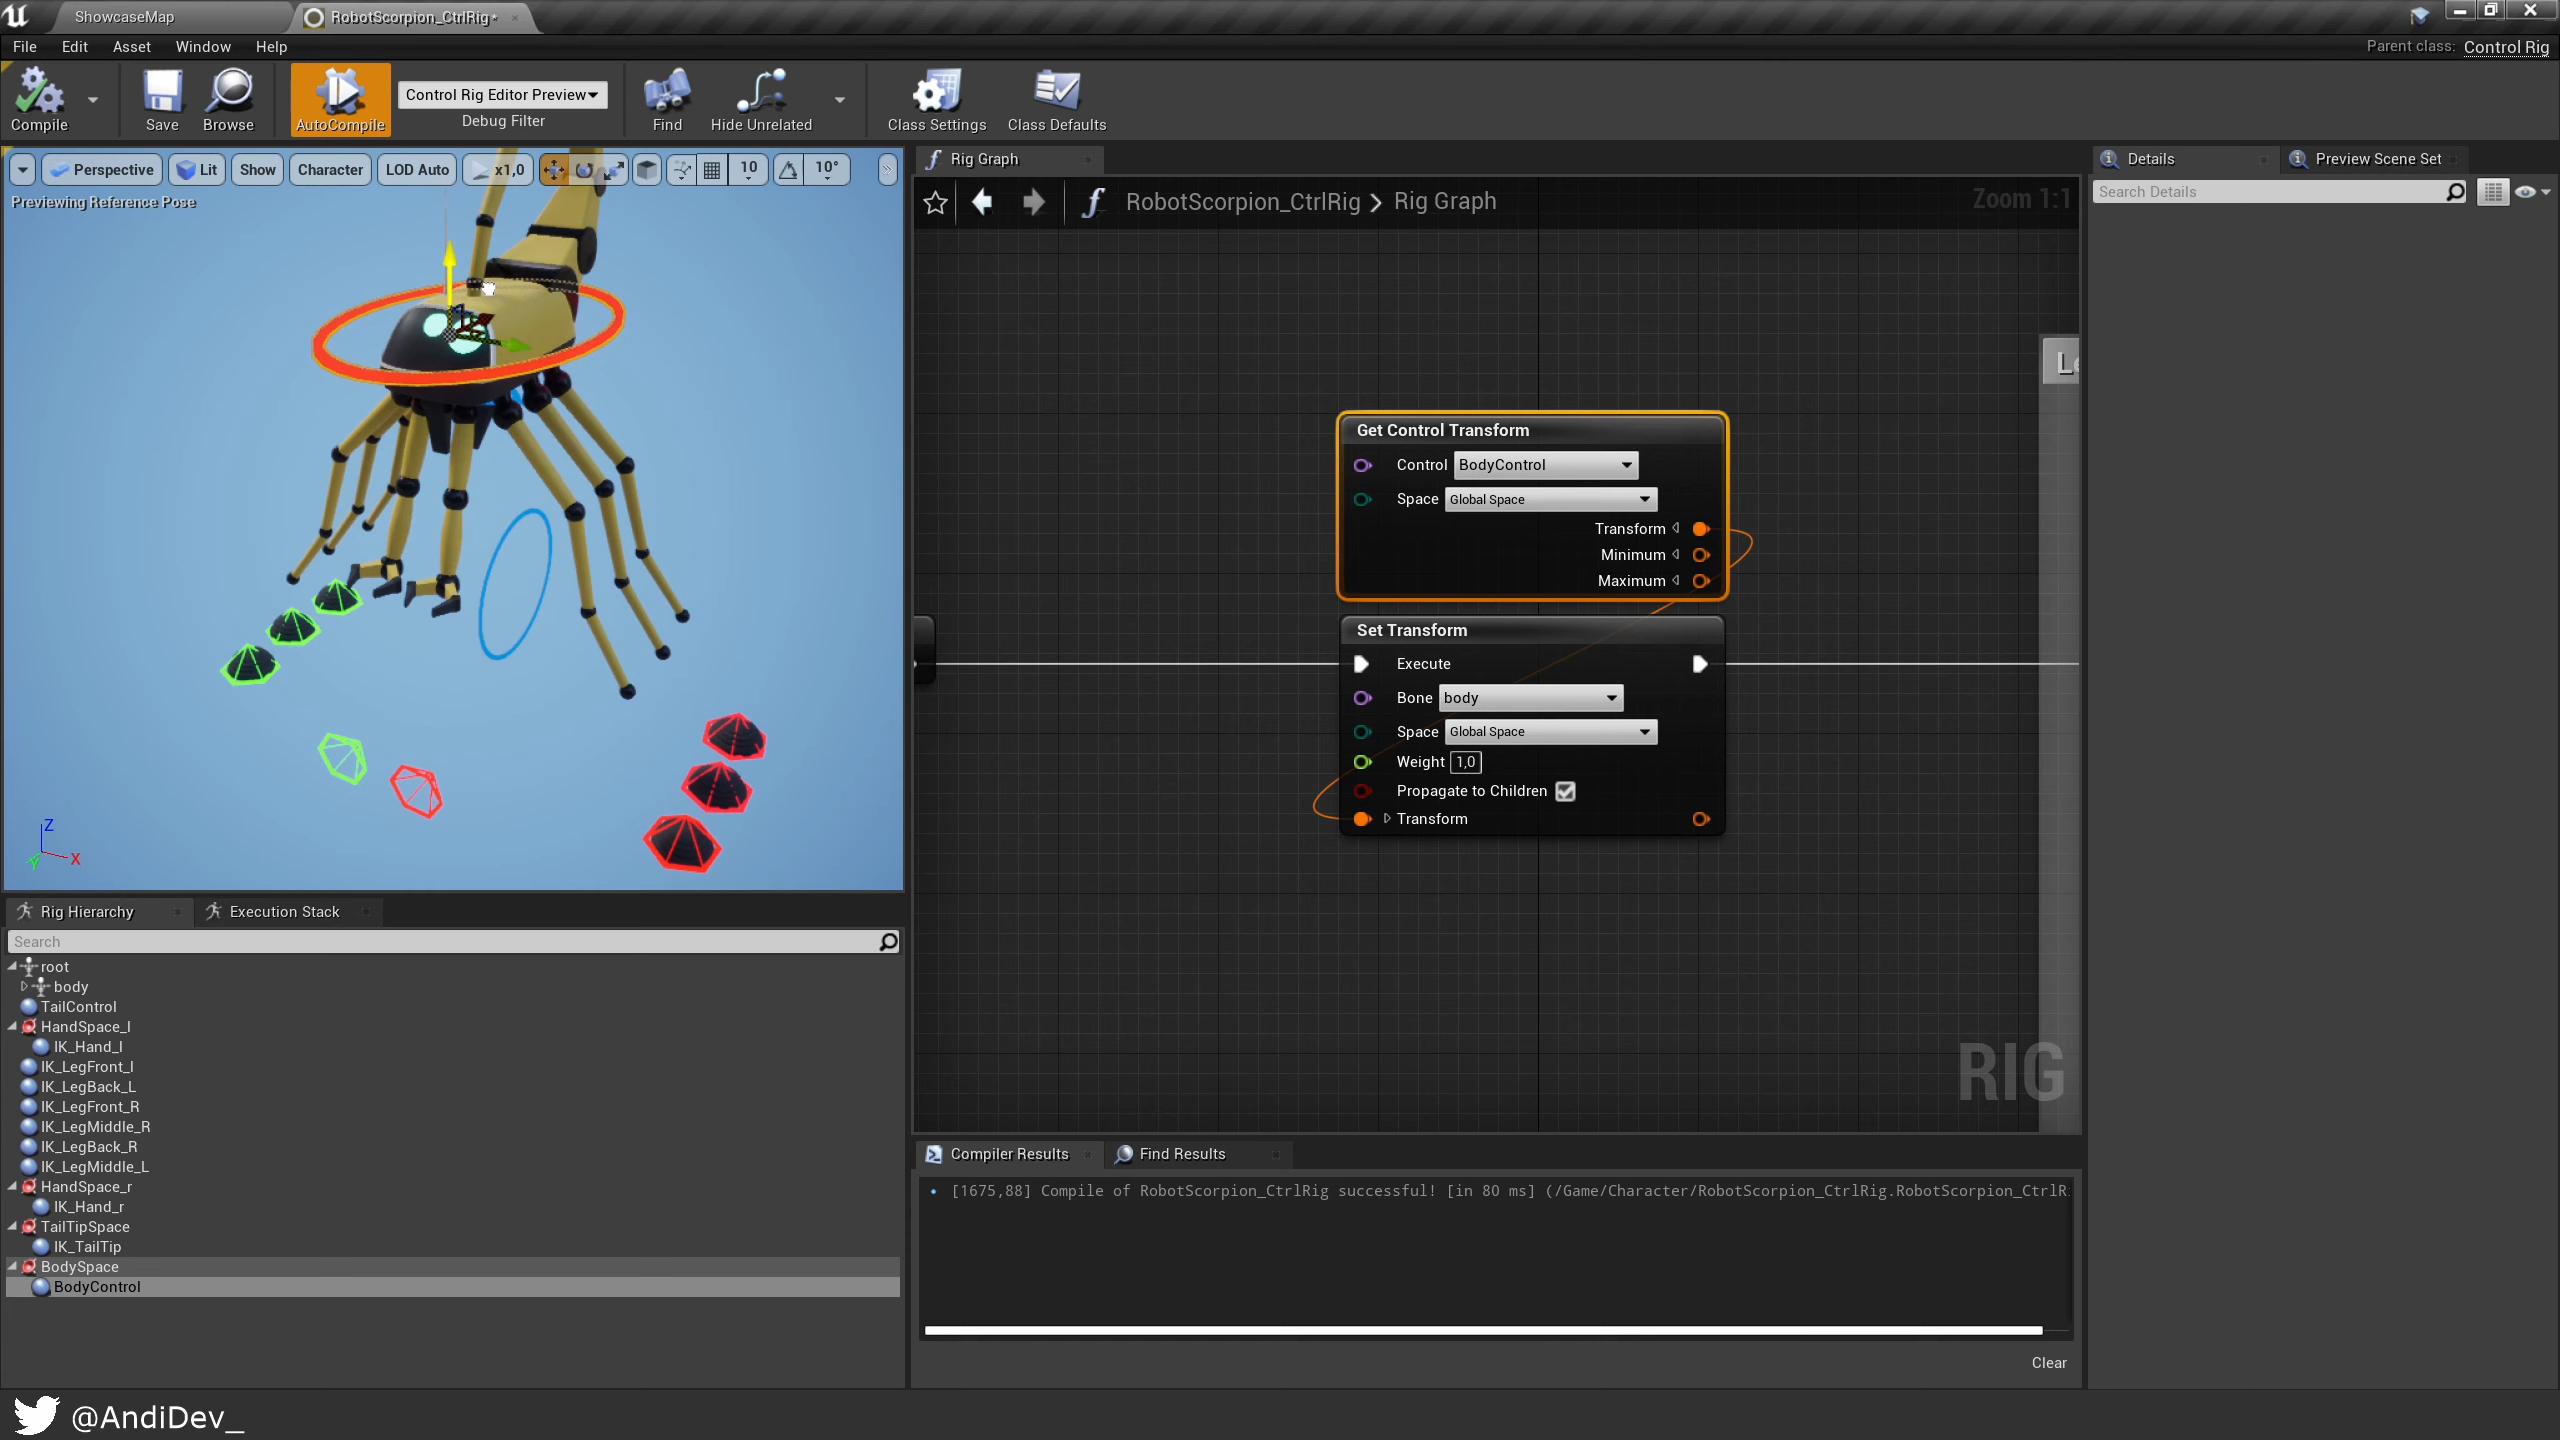 ShowcaseMap
RobotScorpion_CtrlRig*
File Edit Asset Window Help
Parent class: Control Rig
Compile
Save
Browse
AutoCompile
Control Rig Editor Preview
Debug Filter
Find
Hide Unrelated
Class Settings
Class Defaults
Perspective
Lit
Show
Character
LOD Auto
x1,0
10
10°
Previewing Reference Pose
Z
X
Y
Rig Graph
RobotScorpion_CtrlRig > Rig Graph
Zoom 1:1
Get Control Transform
Control BodyControl
Space Global Space
Transform
Minimum
Maximum
Set Transform
Execute
Bone body
Space Global Space
Weight 1,0
Propagate to Children
Transform
RIG
Details
Preview Scene Set
Search Details
Rig Hierarchy
Execution Stack
Search
root
body
TailControl
HandSpace_l
IK_Hand_l
IK_LegFront_l
IK_LegBack_L
IK_LegFront_R
IK_LegMiddle_R
IK_LegBack_R
IK_LegMiddle_L
HandSpace_r
IK_Hand_r
TailTipSpace
IK_TailTip
BodySpace
BodyControl
Compiler Results
Find Results
[1675,88] Compile of RobotScorpion_CtrlRig successful! [in 80 ms] (/Game/Character/RobotScorpion_CtrlRig.RobotScorpion_CtrlR
Clear
@AndiDev_